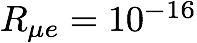 $R_{\mu e} = 10^{-16}$